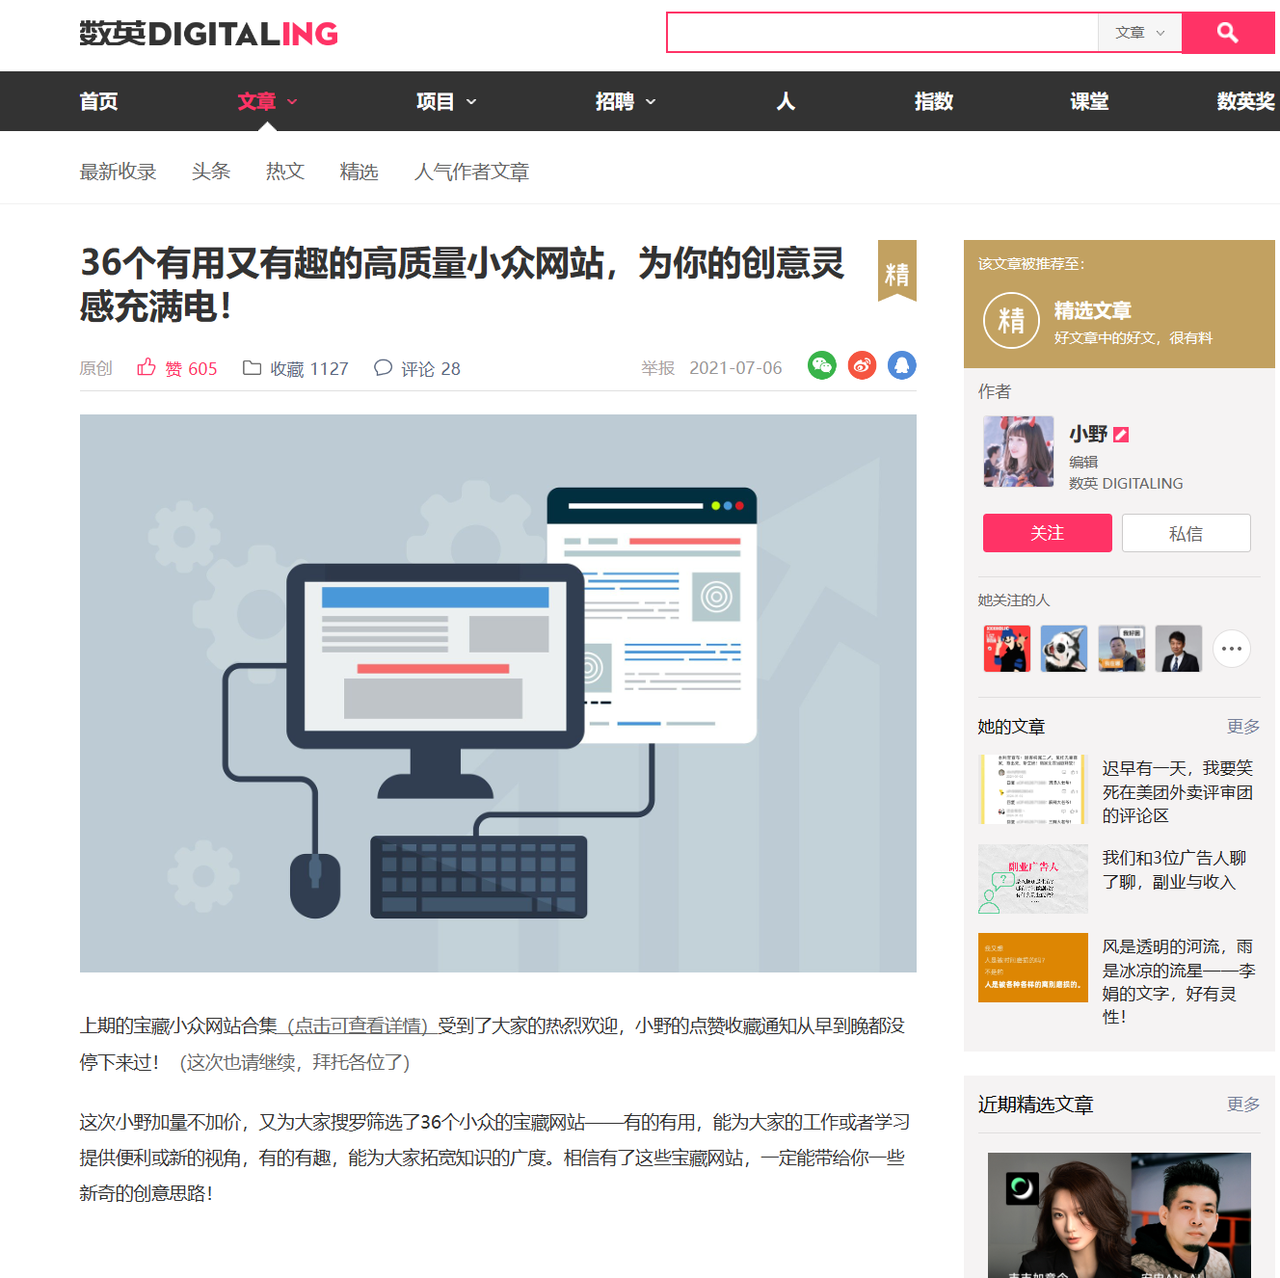 数英DIGITALING
文章
首页
文章
项目
招聘
人
指数
课堂
数英奖
最新收录
头条
热文
精选
人气作者文章
36个有用又有趣的高质量小众网站，为你的创意灵
感充满电！
精
原创
赞 605
收藏 1127
评论 28
举报
2021-07-06
上期的宝藏小众网站合集（点击可查看详情）受到了大家的热烈欢迎，小野的点赞收藏通知从早到晚都没
停下来过！（这次也请继续，拜托各位了）
这次小野加量不加价，又为大家搜罗筛选了36个小众的宝藏网站——有的有用，能为大家的工作或者学习
提供便利或新的视角，有的有趣，能为大家拓宽知识的广度。相信有了这些宝藏网站，一定能带给你一些
新奇的创意思路！
该文章被推荐至：
精
精选文章
好文章中的好文，很有料
作者
小野
编辑
数英 DIGITALING
关注
私信
她关注的人
她的文章
更多
迟早有一天，我要笑
死在美团外卖评审团
的评论区
副业广告人
我们和3位广告人聊
了聊，副业与收入
人是被各种各样的离别磨损的。
风是透明的河流，雨
是冰凉的流星——李
娟的文字，好有灵
性！
近期精选文章
更多